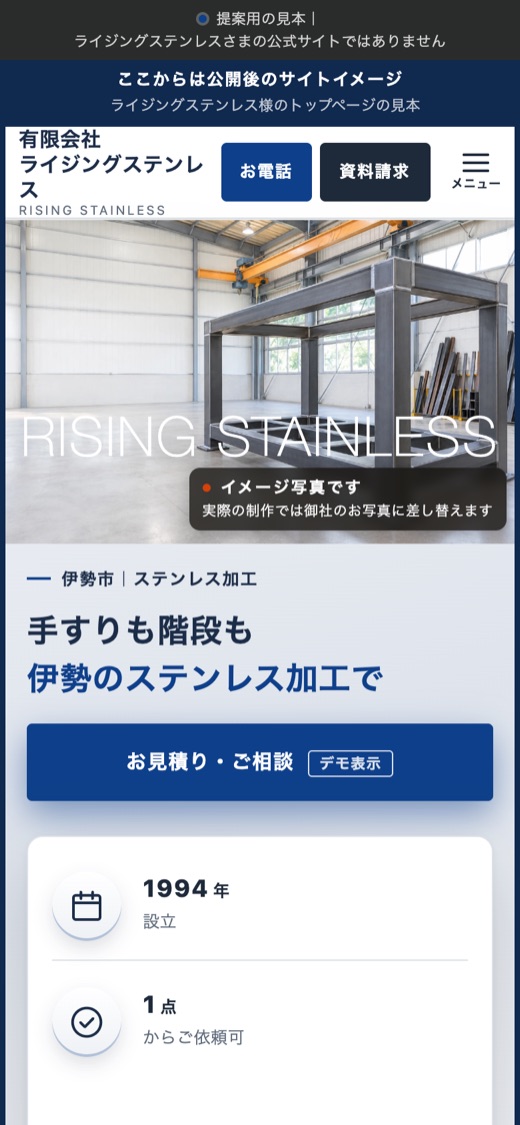 提案用の見本｜
ライジングステンレスさまの公式サイトではありません
ここからは公開後のサイトイメージ
ライジングステンレス様のトップページの見本
有限会社
ライジングステンレ
ス
RISING STAINLESS
お電話
資料請求
メニュー
RISING STAINLESS
イメージ写真です
実際の制作では御社のお写真に差し替えます
伊勢市｜ステンレス加工
手すりも階段も
伊勢のステンレス加工で
お見積り・ご相談 デモ表示
1994年
設立
1点
からご依頼可